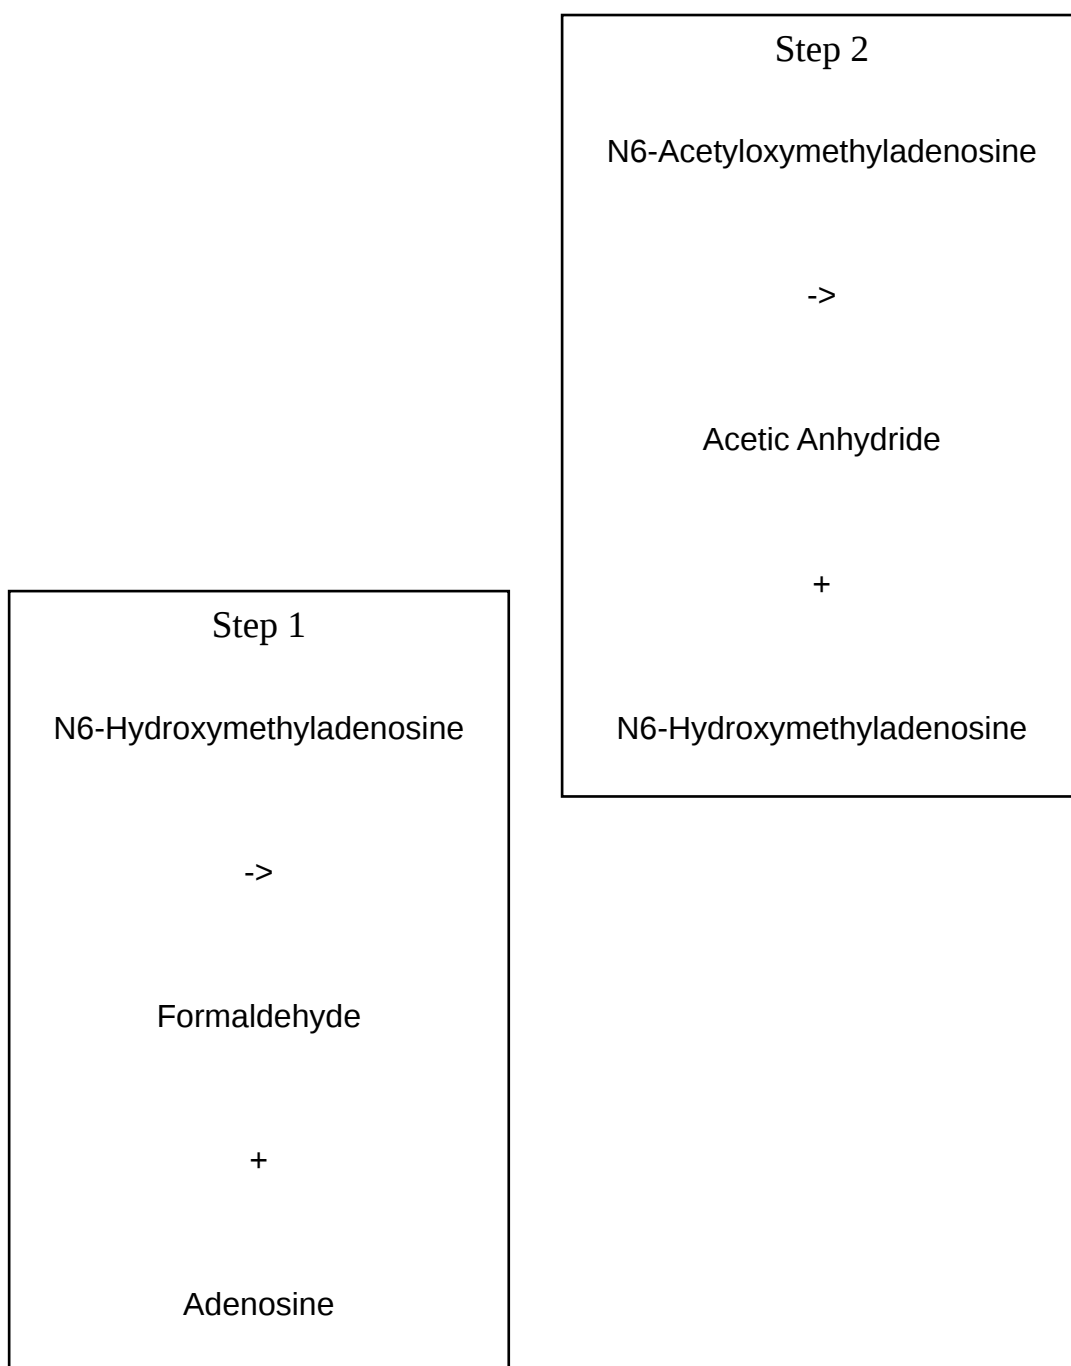 Step 1
N6-Hydroxymethyladenosine
->
Formaldehyde
+
Adenosine
Step 2
N6-Acetyloxymethyladenosine
->
Acetic Anhydride
+
N6-Hydroxymethyladenosine